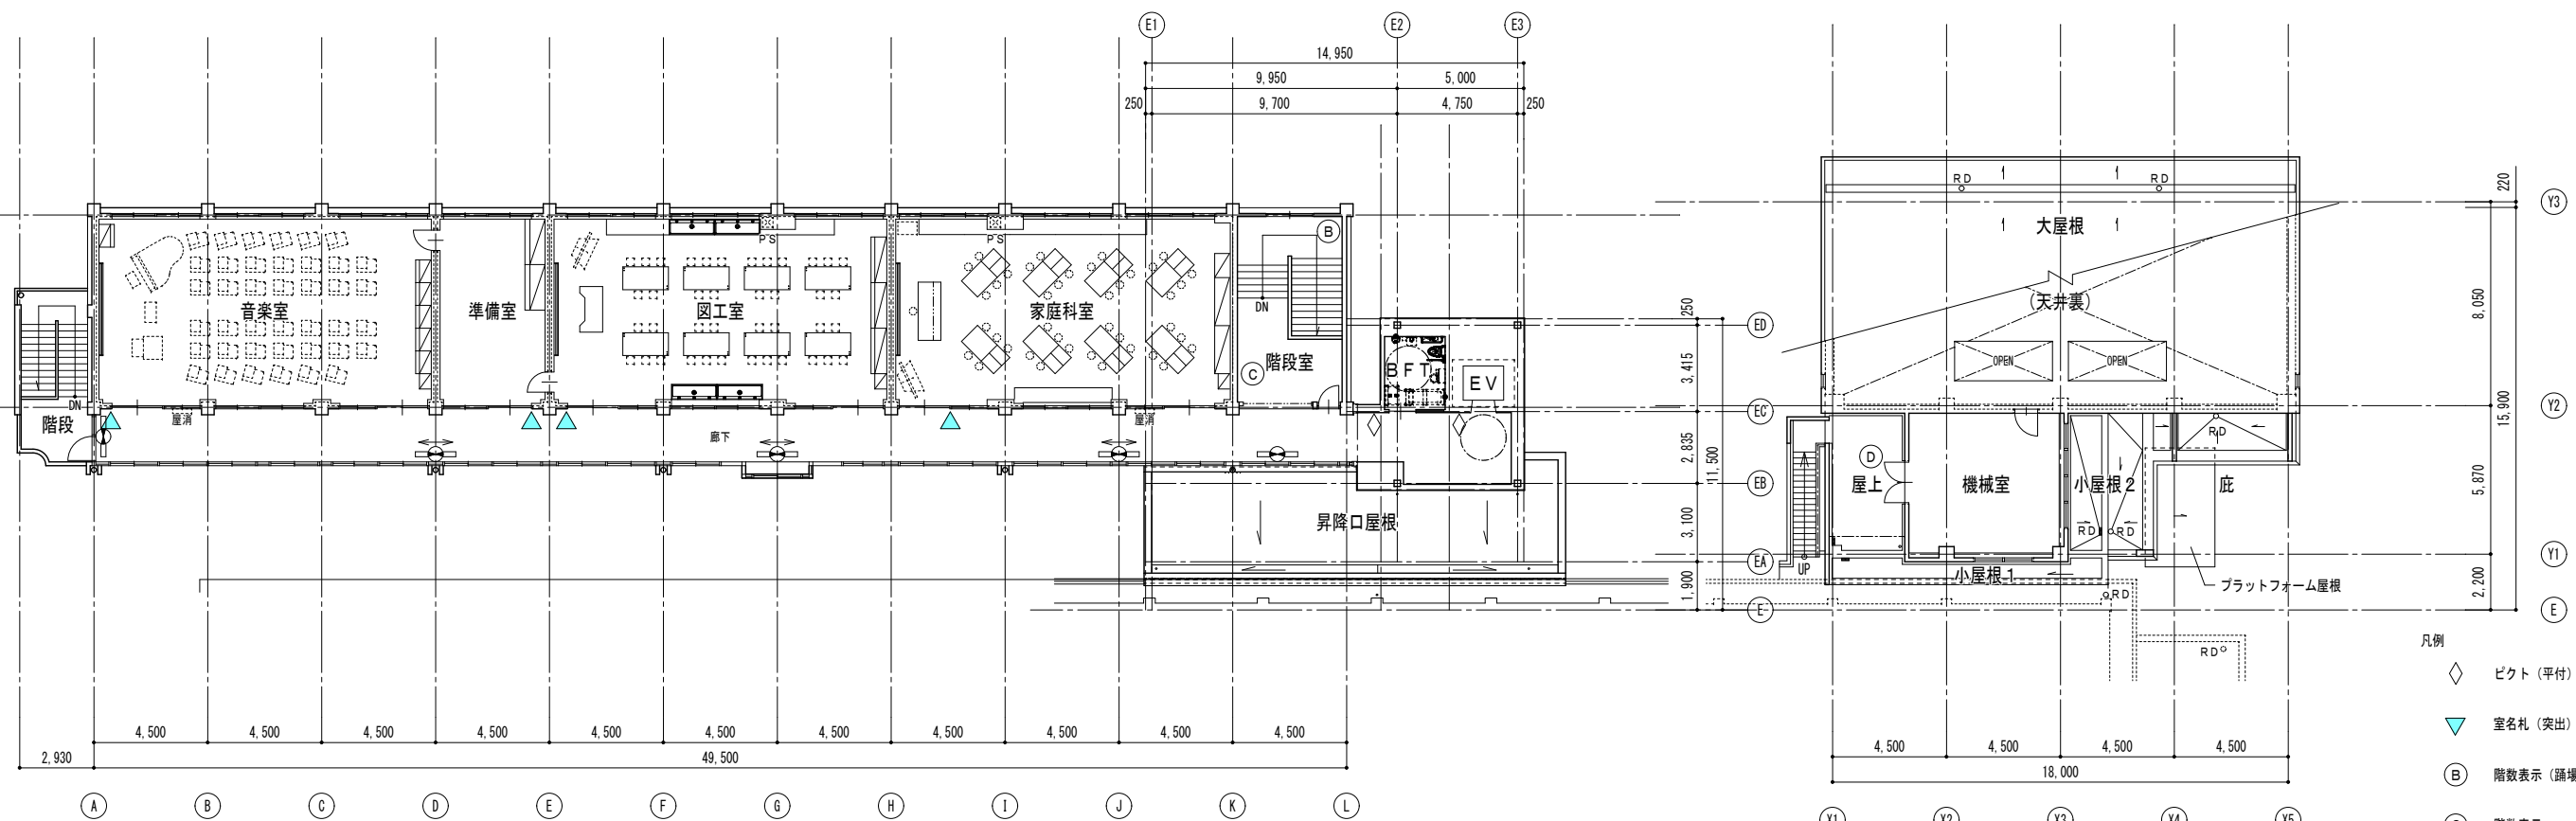 E1 E2 E3
14,950
9,950 5,000
250 9,700 4,750 250
RD RD
220
Y3
大屋根
B
PS PS
音楽室 準備室 図工室 家庭科室
DN
(天井裏)
8,050
250
ED
OPEN OPEN
階段室
C
BFT
EV
3,415
DN
EC
Y2
15,900
階段
屋消
廊下
屋消
2,835
11,500
RD
D
屋上 機械室 小屋根2 庇
EB
5,870
昇降口屋根
3,100
RD RD
EA
Y1
UP
小屋根1
プラットフォーム屋根
1,900
2,200
RD
E
E
凡例
RD
ピクト(平付)
4,500 4,500 4,500 4,500 4,500 4,500 4,500 4,500 4,500 4,500 4,500
室名札(突出)
4,500 4,500 4,500 4,500
2,930 49,500
18,000
B 階数表示(踊場
A B C D E F G H I J K L